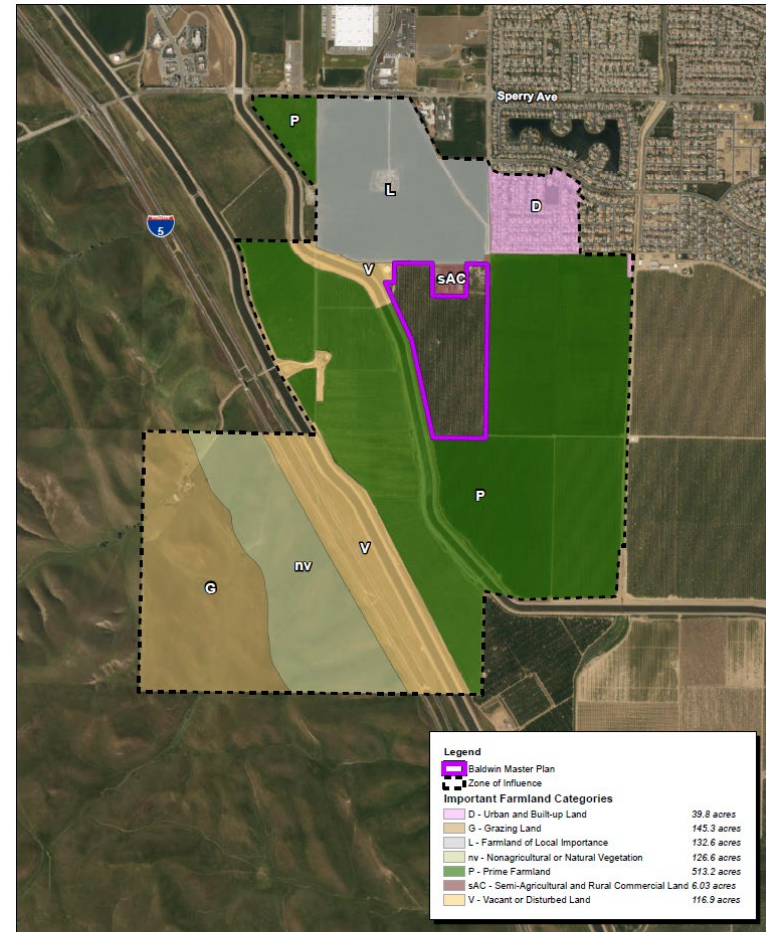 Sperry Ave
P
L
D
5
V
sAC
P
V
nv
G
Legend
Baldwin Master Plan
Zone of Influence
Important Farmland Categories
D - Urban and Built-up Land 39.8 acres
G - Grazing Land 145.3 acres
L - Farmland of Local Importance 132.6 acres
nv - Nonagricultural or Natural Vegetation 126.6 acres
P - Prime Farmland 513.2 acres
sAC - Semi-Agricultural and Rural Commercial Land 6.03 acres
V - Vacant or Disturbed Land 116.9 acres